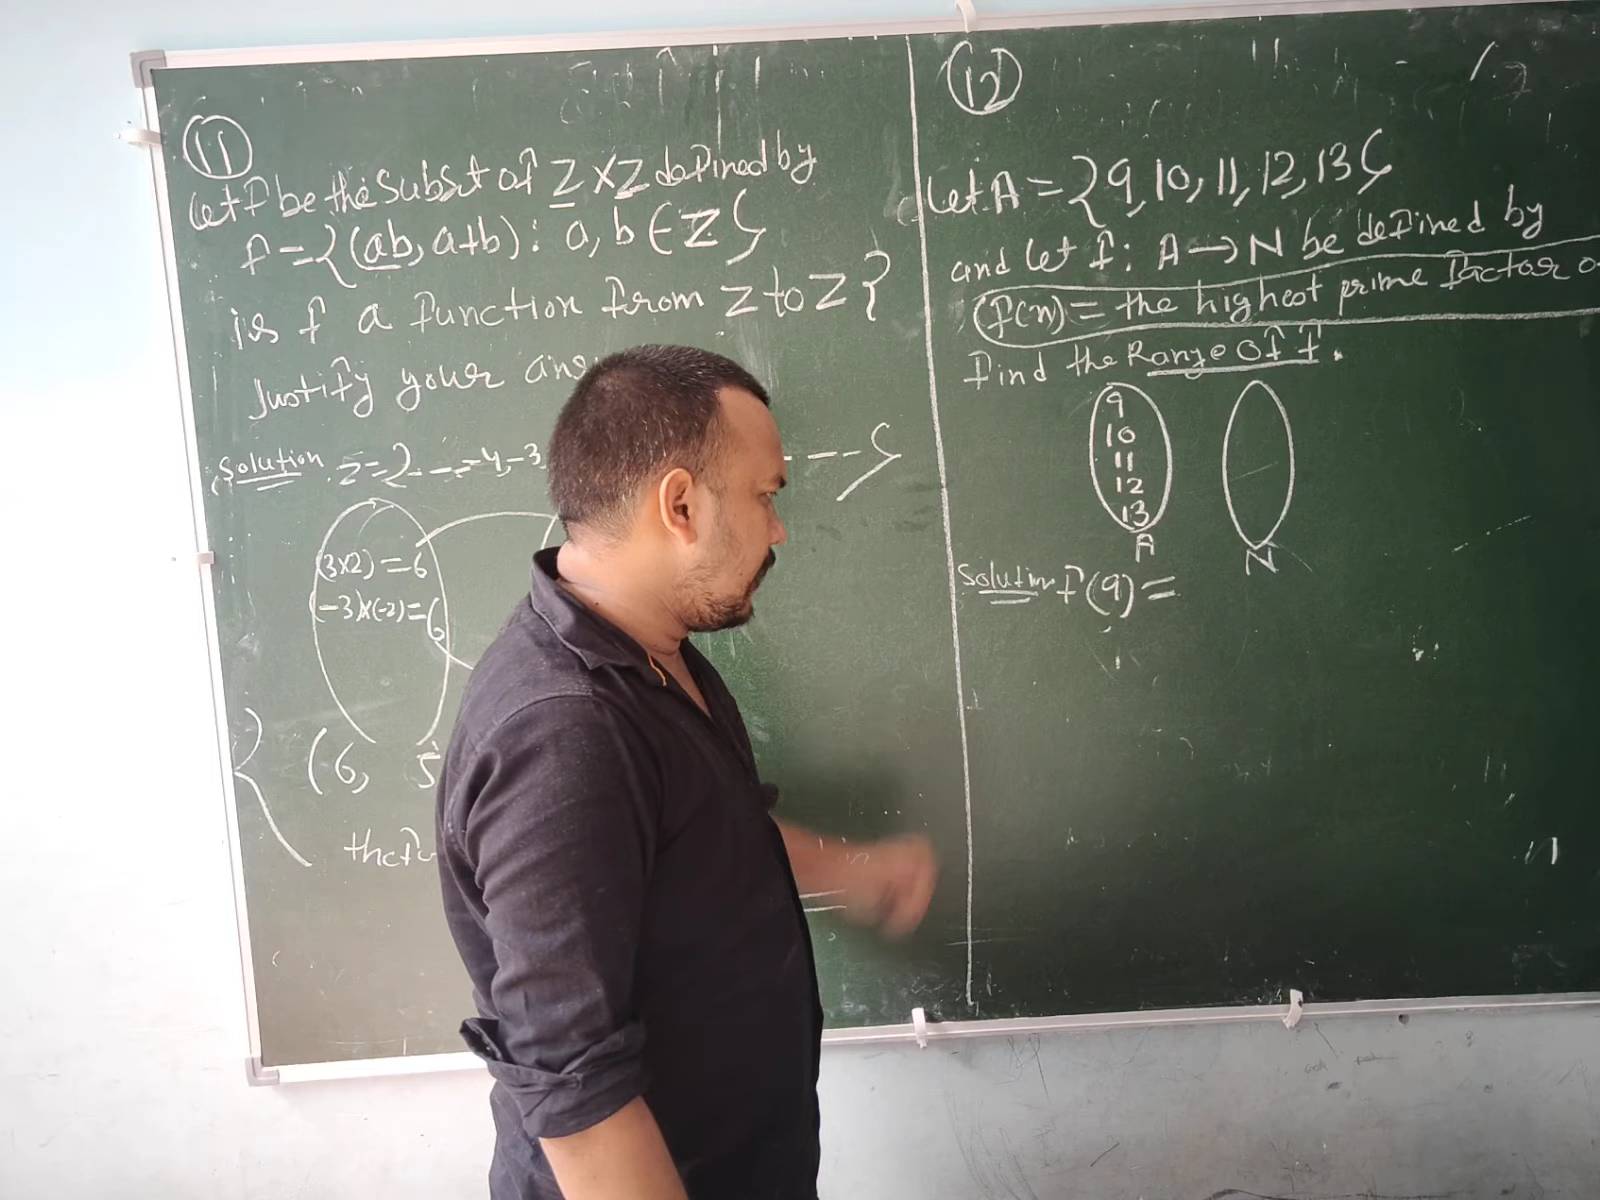 11
Let f be the Subset of Z×Z defined by
f = {(ab, a+b): a, b ∈ Z}
is f a function from Z to Z?
Justify your ans
Solution Z = { - - - -4, -3 - - - }
(3×2) = 6
(-3)×(-2) = 6
{ (6, 5
12
Let A = {9, 10, 11, 12, 13}
and let f: A → N be defined by
f(n) = the highest prime factor o
find the Range of f.
9
10
11
12
13
A
N
Solution f(9) =